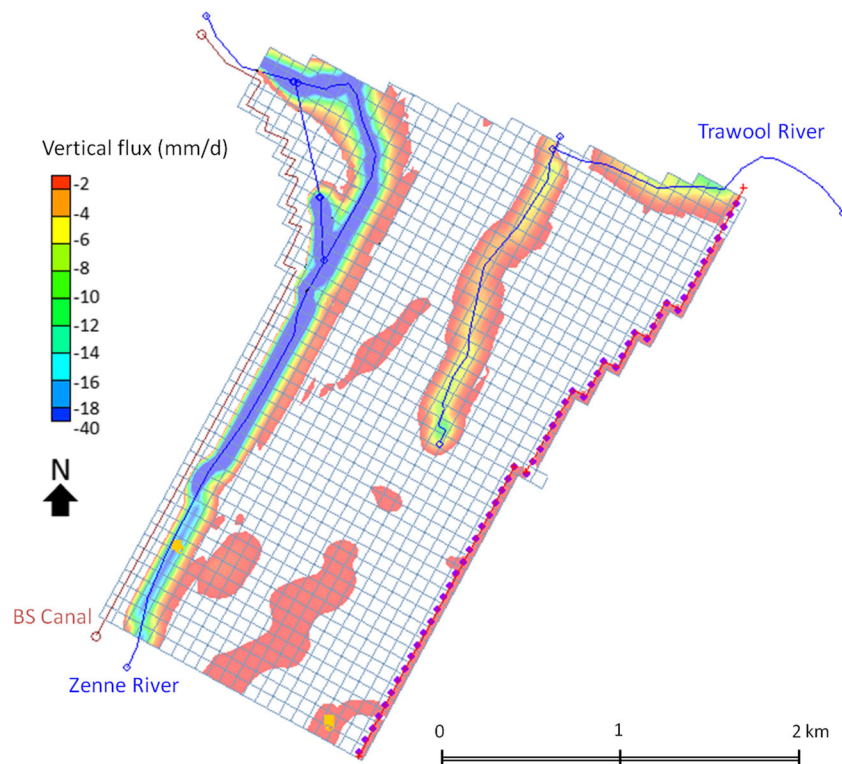 Trawool River
Vertical flux (mm/d)
-2
-4
-6
-8
-10
-12
-14
-16
-18
-40
N
BS Canal
Zenne River
0 1 2 km